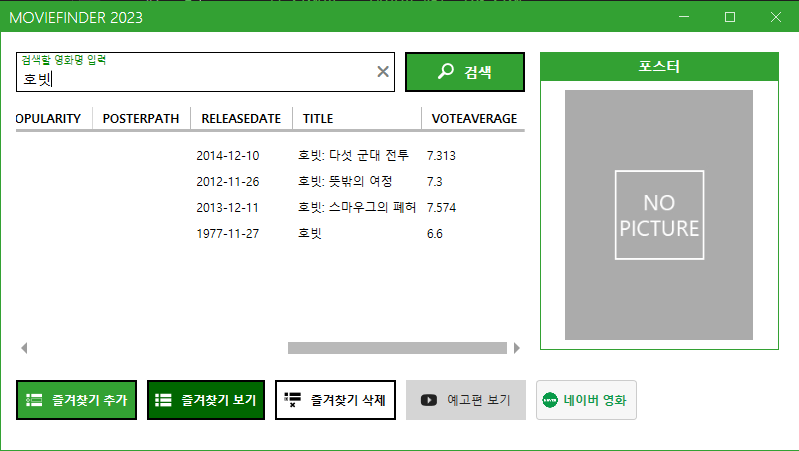 MOVIEFINDER 2023
검색할 영화명 입력
호빗
검색
포스터
OPULARITY POSTERPATH RELEASEDATE TITLE VOTEAVERAGE
2014-12-10 호빗: 다섯 군대 전투 7.313
2012-11-26 호빗: 뜻밖의 여정 7.3
2013-12-11 호빗: 스마우그의 폐허 7.574
1977-11-27 호빗 6.6
NO
PICTURE
즐겨찾기 추가 즐겨찾기 보기 즐겨찾기 삭제 예고편 보기 네이버 영화